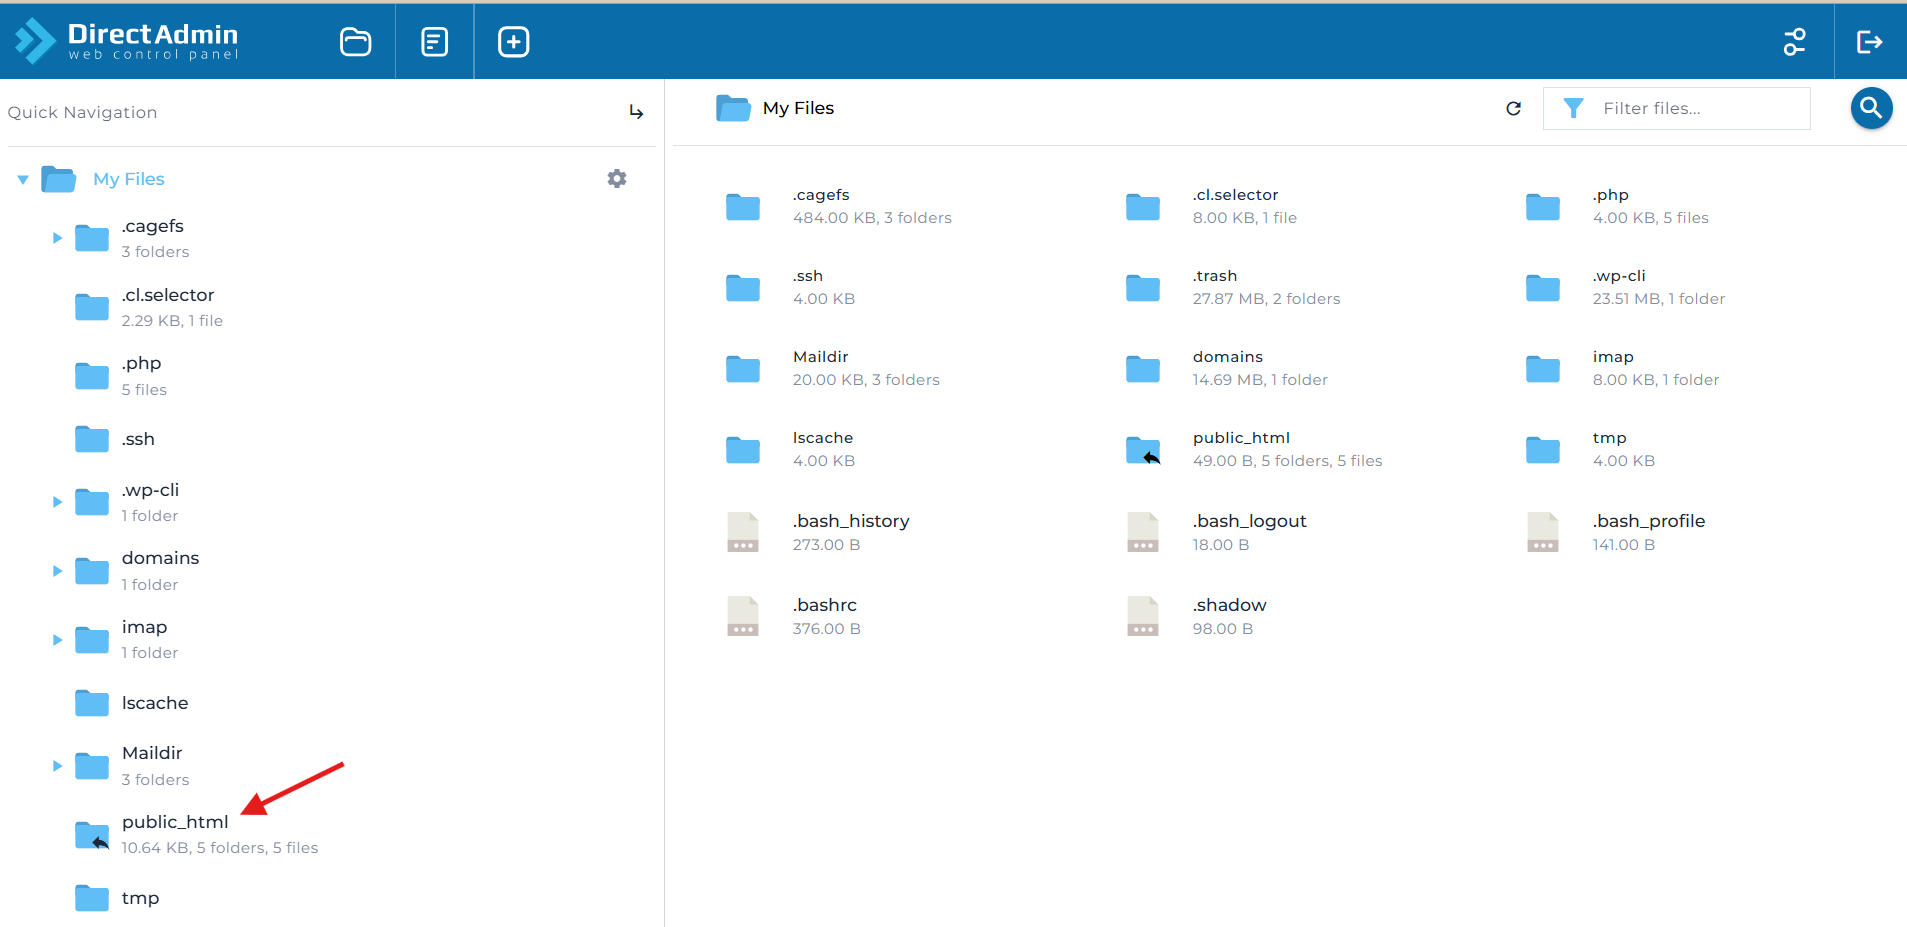 DirectAdmin
web control panel
Quick Navigation
My Files
.cagefs
3 folders
.cl.selector
2.29 KB, 1 file
.php
5 files
.ssh
.wp-cli
1 folder
domains
1 folder
imap
1 folder
lscache
Maildir
3 folders
public_html
10.64 KB, 5 folders, 5 files
tmp
My Files
Filter files...
.cagefs
484.00 KB, 3 folders
.cl.selector
8.00 KB, 1 file
.php
4.00 KB, 5 files
.ssh
4.00 KB
.trash
27.87 MB, 2 folders
.wp-cli
23.51 MB, 1 folder
Maildir
20.00 KB, 3 folders
domains
14.69 MB, 1 folder
imap
8.00 KB, 1 folder
lscache
4.00 KB
public_html
49.00 B, 5 folders, 5 files
tmp
4.00 KB
.bash_history
273.00 B
.bash_logout
18.00 B
.bash_profile
141.00 B
.bashrc
376.00 B
.shadow
98.00 B